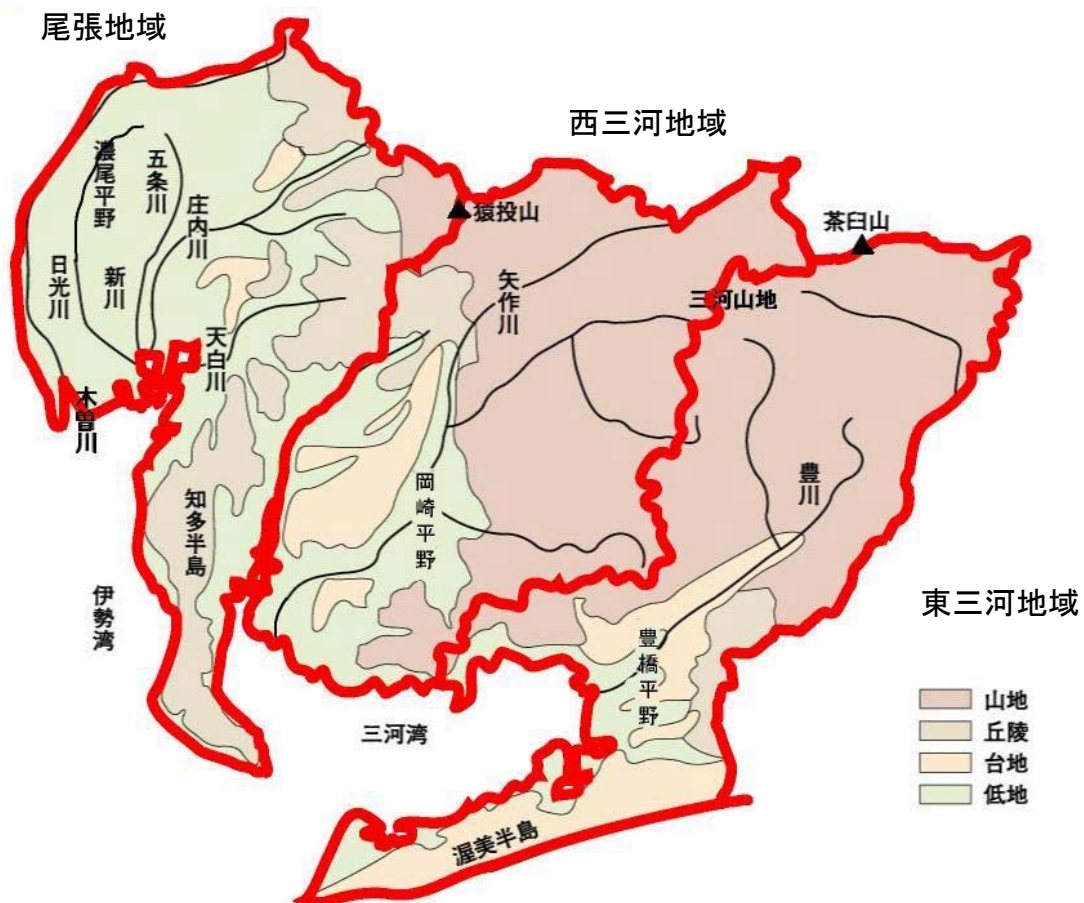 尾張地域
西三河地域
濃尾平野
五条川
庄内川
猿投山
茶臼山
日光川
新川
矢作川
三河山地
天白川
木曽川
岡崎平野
豊川
知多半島
伊勢湾
東三河地域
豊橋平野
三河湾
山地
丘陵
台地
低地
渥美半島